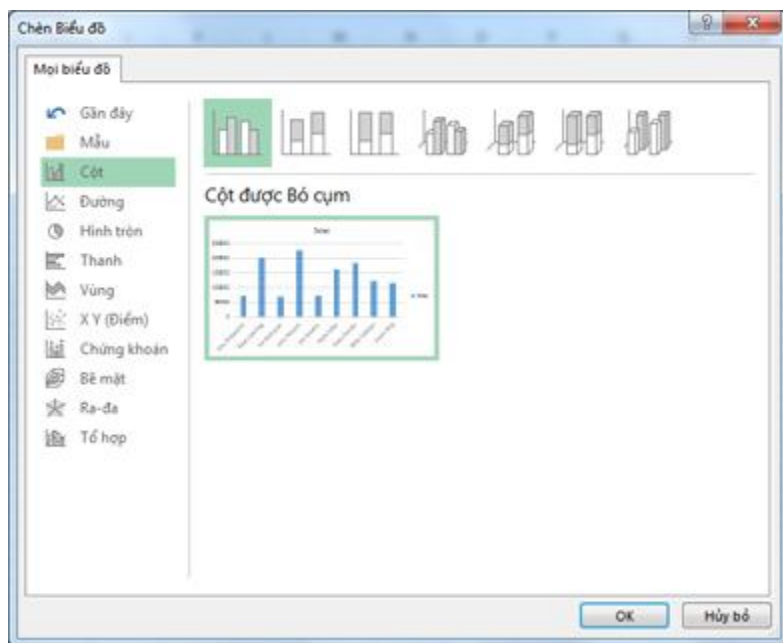 Chèn Biểu đồ
Mọi biểu đồ
Gần đây
Mẫu
Cột
Đường
Hình tròn
Thanh
Vùng
X Y (Điểm)
Chứng khoán
Bề mặt
Ra-đa
Tổ hợp
Cột được Bó cụm
OK
Hủy bỏ